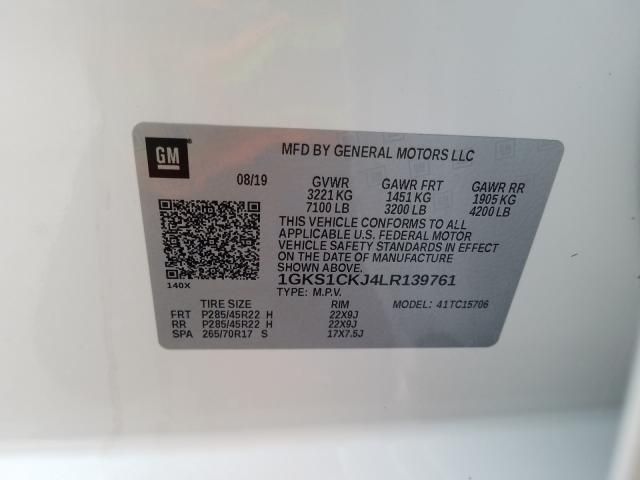 GM
MFD BY GENERAL MOTORS LLC
08/19 GVWR GAWR FRT GAWR RR
3221 KG 1451 KG 1905 KG
7100 LB 3200 LB 4200 LB
THIS VEHICLE CONFORMS TO ALL
APPLICABLE U.S. FEDERAL MOTOR
VEHICLE SAFETY STANDARDS IN EFFECT
ON THE DATE OF MANUFACTURE
SHOWN ABOVE.
140X
1GKS1CKJ4LR139761
TYPE: M.P.V. MODEL: 41TC15706
TIRE SIZE RIM
FRT P285/45R22 H 22X9J
RR P285/45R22 H 22X9J
SPA 265/70R17 S 17X7.5J